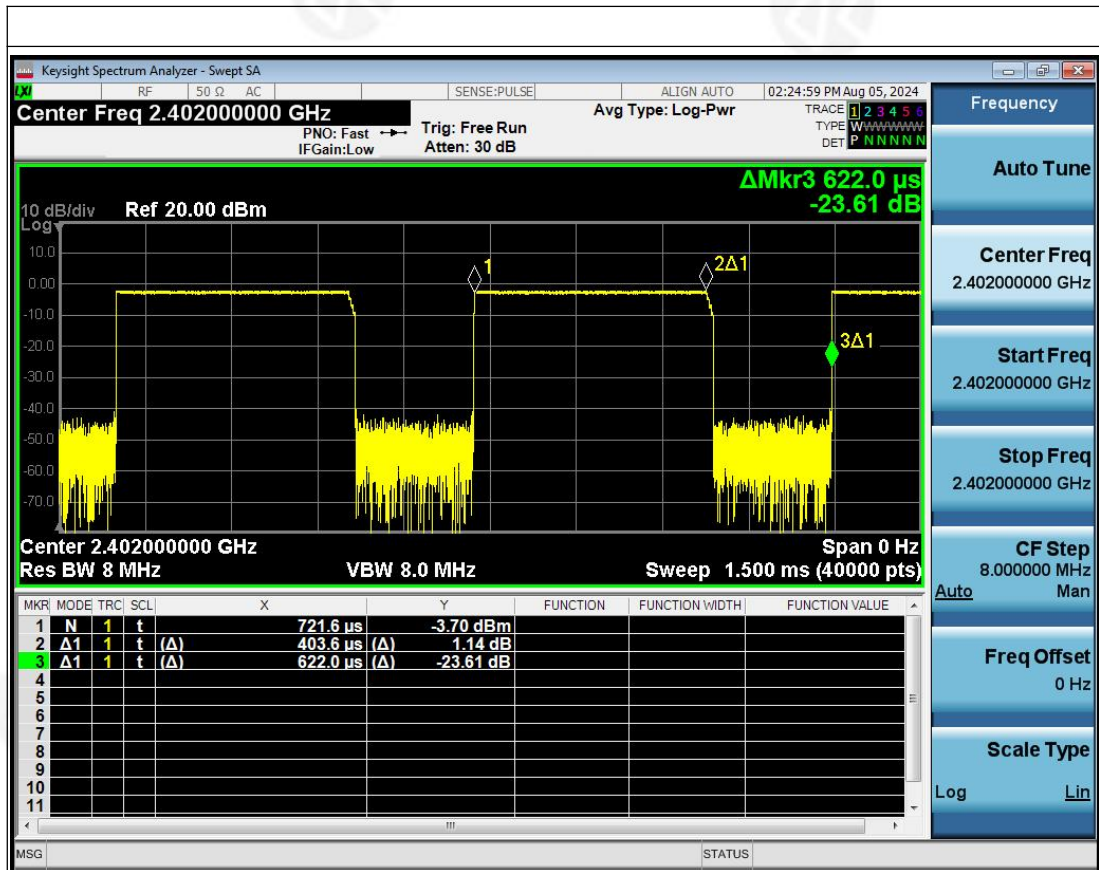 Keysight Spectrum Analyzer - Swept SA
LXI RF 50 Ω AC SENSE:PULSE ALIGN AUTO 02:24:59 PM Aug 05, 2024
Center Freq 2.402000000 GHz
PNO: Fast
IFGain:Low
Trig: Free Run
Atten: 30 dB
Avg Type: Log-Pwr
TRACE 1 2 3 4 5 6
TYPE W W W W W W
DET P N N N N N
ΔMkr3 622.0 µs
-23.61 dB
10 dB/div Ref 20.00 dBm
Log
10.0
0.00
-10.0
-20.0
-30.0
-40.0
-50.0
-60.0
-70.0
1
2Δ1
3Δ1
Center 2.402000000 GHz Span 0 Hz
Res BW 8 MHz VBW 8.0 MHz Sweep 1.500 ms (40000 pts)
MKR MODE TRC SCL X Y FUNCTION FUNCTION WIDTH FUNCTION VALUE
1 N 1 t 721.6 µs -3.70 dBm
2 Δ1 1 t (Δ) 403.6 µs (Δ) 1.14 dB
3 Δ1 1 t (Δ) 622.0 µs (Δ) -23.61 dB
4
5
6
7
8
9
10
11
MSG STATUS
Frequency
Auto Tune
Center Freq
2.402000000 GHz
Start Freq
2.402000000 GHz
Stop Freq
2.402000000 GHz
CF Step
8.000000 MHz
Auto Man
Freq Offset
0 Hz
Scale Type
Log Lin